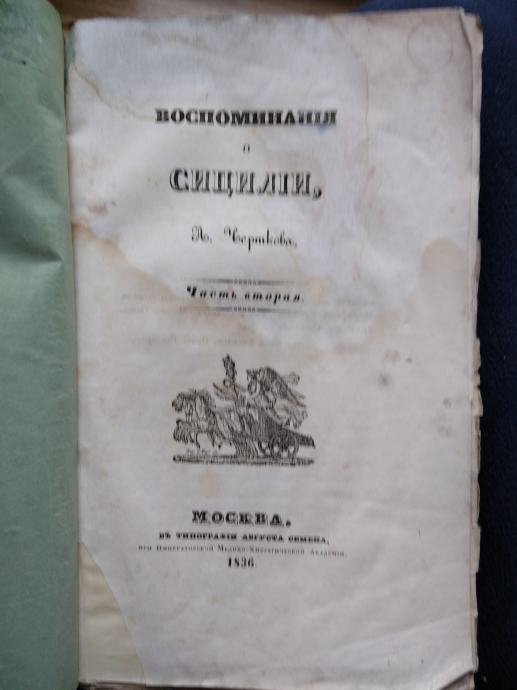 ВОСПОМИНАНІЯ
О
СИЦИЛІИ,
А. Черткова,
Часть вторая.
МОСКВА.
ВЪ ТИПОГРАФІИ АВГУСТА СЕМЕНА,
при Императорской Медико-Хирургической Академіи.
1836.